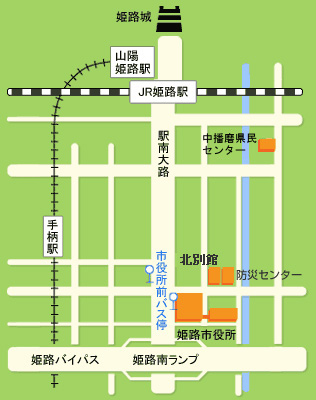 姫路城
山陽
姫路駅
JR姫路駅
駅南大路
中播磨県民
センター
手柄駅
市役所前バス停
北別館
防災センター
姫路市役所
姫路バイパス
姫路南ランプ